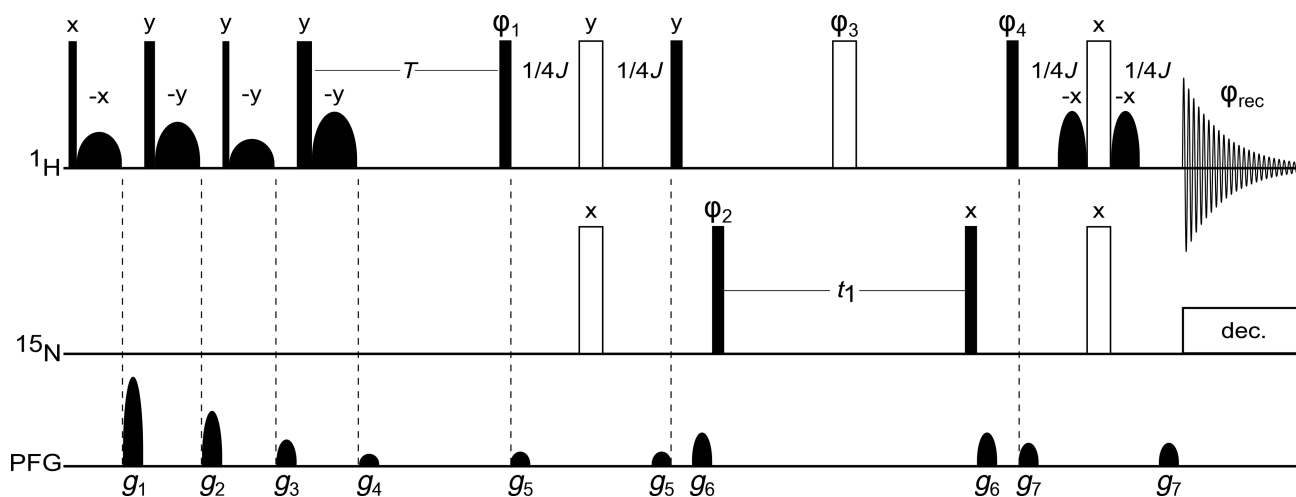 x y y y φ1 y y φ3 φ4 x
-x -y -y -y T 1/4J 1/4J 1/4J -x -x 1/4J φrec
1H
x φ2 x x
t1
15N dec.
PFG
g1 g2 g3 g4 g5 g5 g6 g6 g7 g7